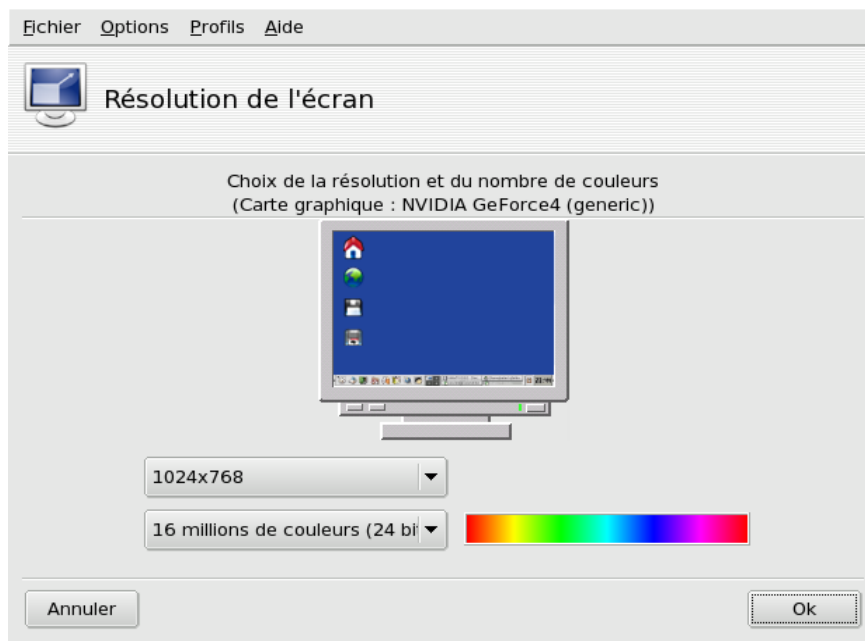 Fichier Options Profils Aide
Résolution de l'écran
Choix de la résolution et du nombre de couleurs
(Carte graphique : NVIDIA GeForce4 (generic))
1024x768
16 millions de couleurs (24 bit
Annuler
Ok